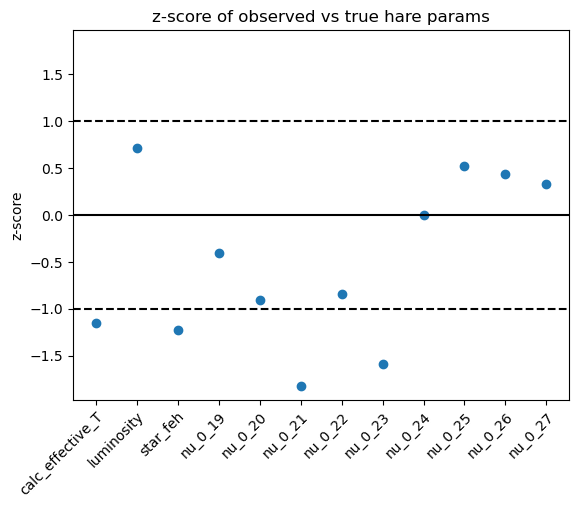 z-score of observed vs true hare params
1.5
1.0
0.5
0.0
−0.5
−1.0
−1.5
z-score
calc_effective_T
luminosity
star_feh
nu_0_19
nu_0_20
nu_0_21
nu_0_22
nu_0_23
nu_0_24
nu_0_25
nu_0_26
nu_0_27